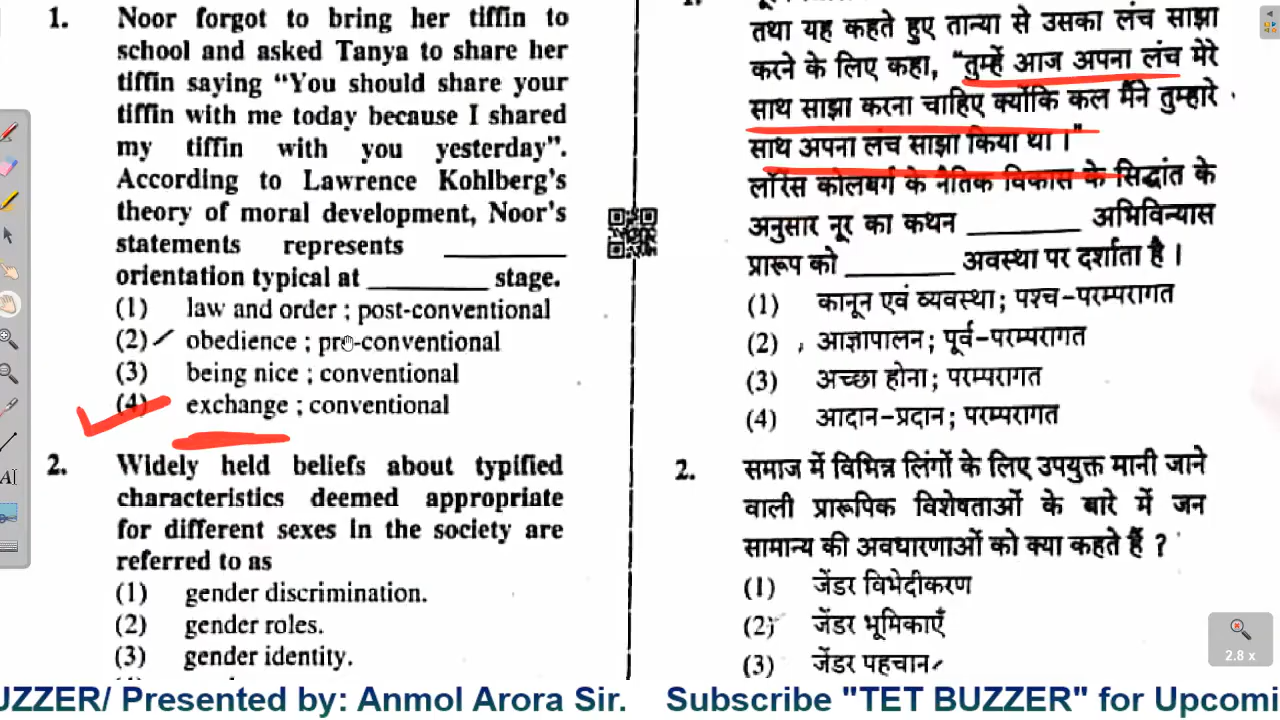 1. Noor forgot to bring her tiffin to
school and asked Tanya to share her
tiffin saying “You should share your
tiffin with me today because I shared
my tiffin with you yesterday”.
According to Lawrence Kohlberg’s
theory of moral development, Noor’s
statements represents ________
orientation typical at ________ stage.
(1) law and order ; post-conventional
(2) obedience ; pre-conventional
(3) being nice ; conventional
(4) exchange ; conventional
2. Widely held beliefs about typified
characteristics deemed appropriate
for different sexes in the society are
referred to as
(1) gender discrimination.
(2) gender roles.
(3) gender identity.
तथा यह कहते हुए तान्या से उसका लंच साझा
करने के लिए कहा, “तुम्हें आज अपना लंच मेरे
साथ साझा करना चाहिए क्योंकि कल मैंने तुम्हारे
साथ अपना लंच साझा किया था ।”
लॉरेंस कोलबर्ग के नैतिक विकास के सिद्धांत के
अनुसार नूर का कथन ________ अभिविन्यास
प्रारूप को ________ अवस्था पर दर्शाता है ।
(1) कानून एवं व्यवस्था ; पश्च-परम्परागत
(2) आज्ञापालन ; पूर्व-परम्परागत
(3) अच्छा होना ; परम्परागत
(4) आदान-प्रदान ; परम्परागत
2. समाज में विभिन्न लिंगों के लिए उपयुक्त मानी जाने
वाली प्रारूपिक विशेषताओं के बारे में जन
सामान्य की अवधारणाओं को क्या कहते हैं ?
(1) जेंडर विभेदीकरण
(2) जेंडर भूमिकाएँ
(3) जेंडर पहचान
2.8 x
BUZZER/ Presented by: Anmol Arora Sir. Subscribe "TET BUZZER" for Upcomi